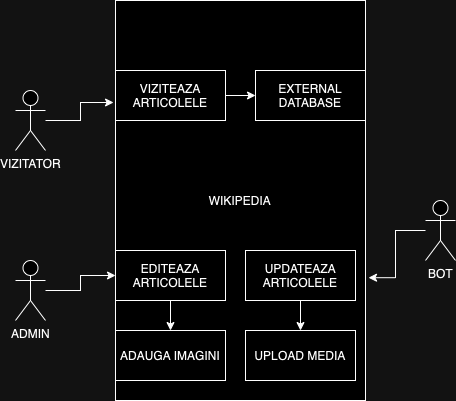 VIZITEAZA
ARTICOLELE
EXTERNAL
DATABASE
VIZITATOR
WIKIPEDIA
EDITEAZA
ARTICOLELE
UPDATEAZA
ARTICOLELE
BOT
ADMIN
ADAUGA IMAGINI
UPLOAD MEDIA